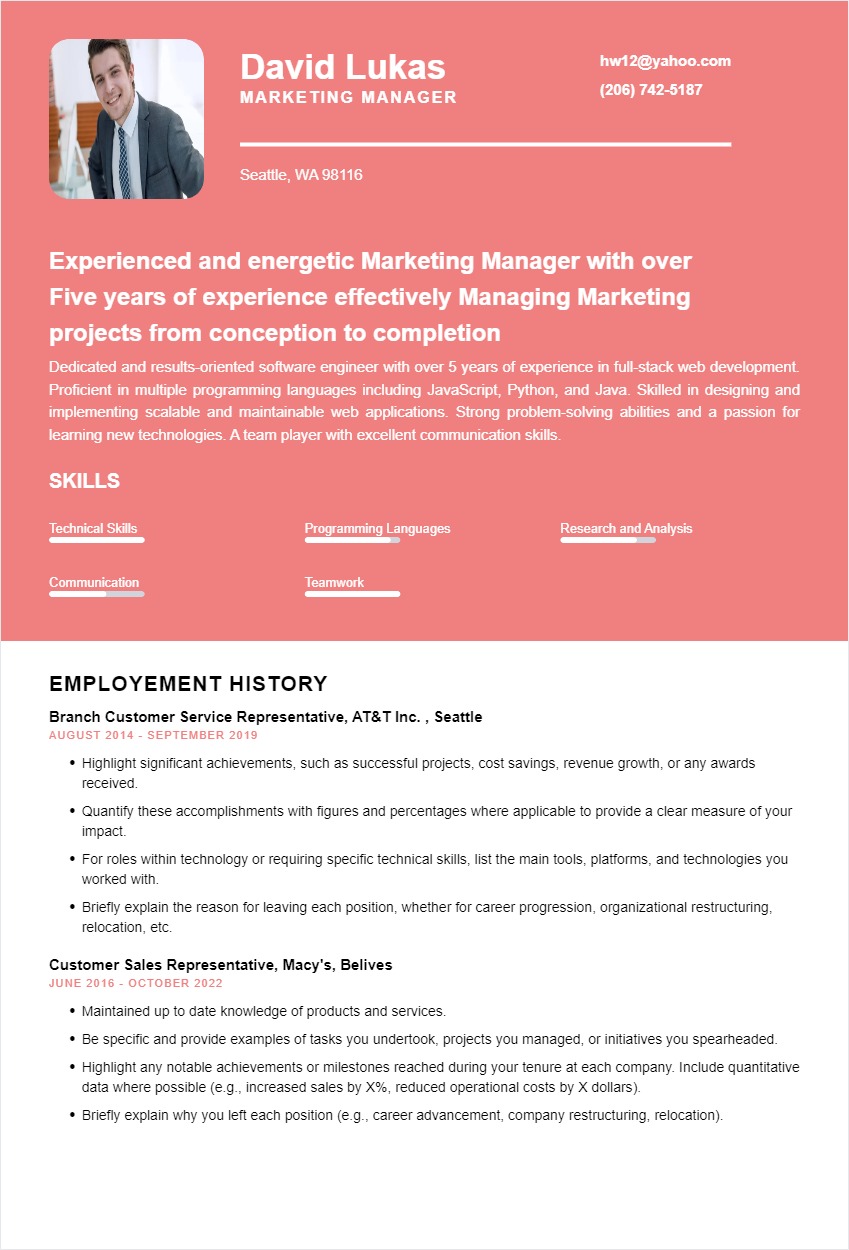 David Lukas
MARKETING MANAGER
hw12@yahoo.com
(206) 742-5187
Seattle, WA 98116
Experienced and energetic Marketing Manager with over
Five years of experience effectively Managing Marketing
projects from conception to completion
Dedicated and results-oriented software engineer with over 5 years of experience in full-stack web development.
Proficient in multiple programming languages including JavaScript, Python, and Java. Skilled in designing and
implementing scalable and maintainable web applications. Strong problem-solving abilities and a passion for
learning new technologies. A team player with excellent communication skills.
SKILLS
Technical Skills
Programming Languages
Research and Analysis
Communication
Teamwork
EMPLOYEMENT HISTORY
Branch Customer Service Representative, AT&T Inc. , Seattle
AUGUST 2014 - SEPTEMBER 2019
• Highlight significant achievements, such as successful projects, cost savings, revenue growth, or any awards
received.
• Quantify these accomplishments with figures and percentages where applicable to provide a clear measure of your
impact.
• For roles within technology or requiring specific technical skills, list the main tools, platforms, and technologies you
worked with.
• Briefly explain the reason for leaving each position, whether for career progression, organizational restructuring,
relocation, etc.
Customer Sales Representative, Macy's, Belives
JUNE 2016 - OCTOBER 2022
• Maintained up to date knowledge of products and services.
• Be specific and provide examples of tasks you undertook, projects you managed, or initiatives you spearheaded.
• Highlight any notable achievements or milestones reached during your tenure at each company. Include quantitative
data where possible (e.g., increased sales by X%, reduced operational costs by X dollars).
• Briefly explain why you left each position (e.g., career advancement, company restructuring, relocation).